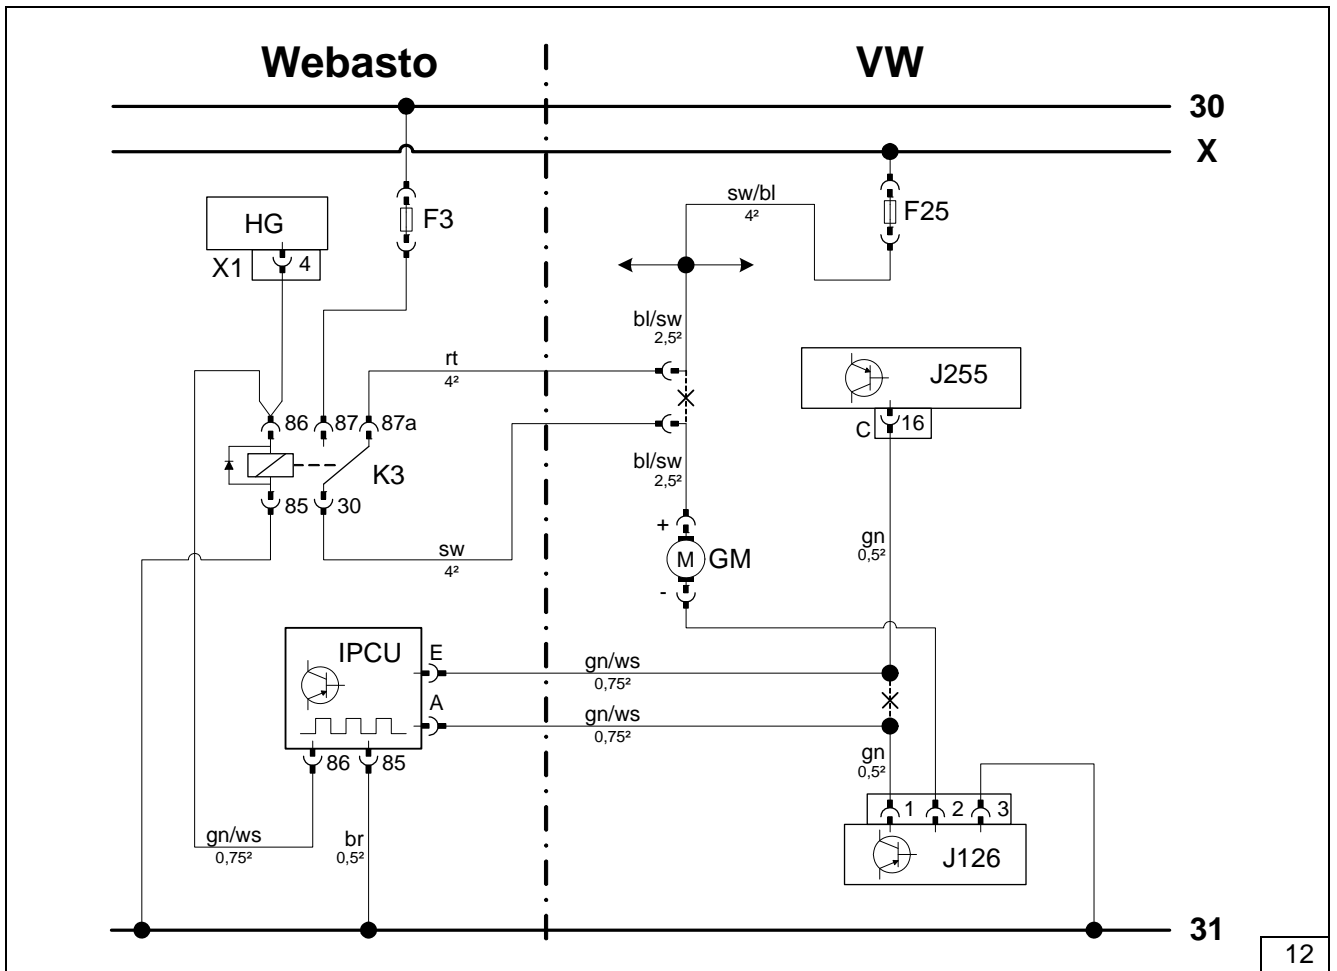 Webasto
VW
30
X
sw/bl
4²
F3
F25
HG
X1
4
bl/sw
2,5²
rt
4²
J255
C
16
86
87
87a
K3
bl/sw
2,5²
85
30
+
sw
4²
M
GM
gn
0,5²
-
IPCU
E
gn/ws
0,75²
A
gn/ws
0,75²
86
85
gn
0,5²
1
2
3
gn/ws
0,75²
br
0,5²
J126
31
12